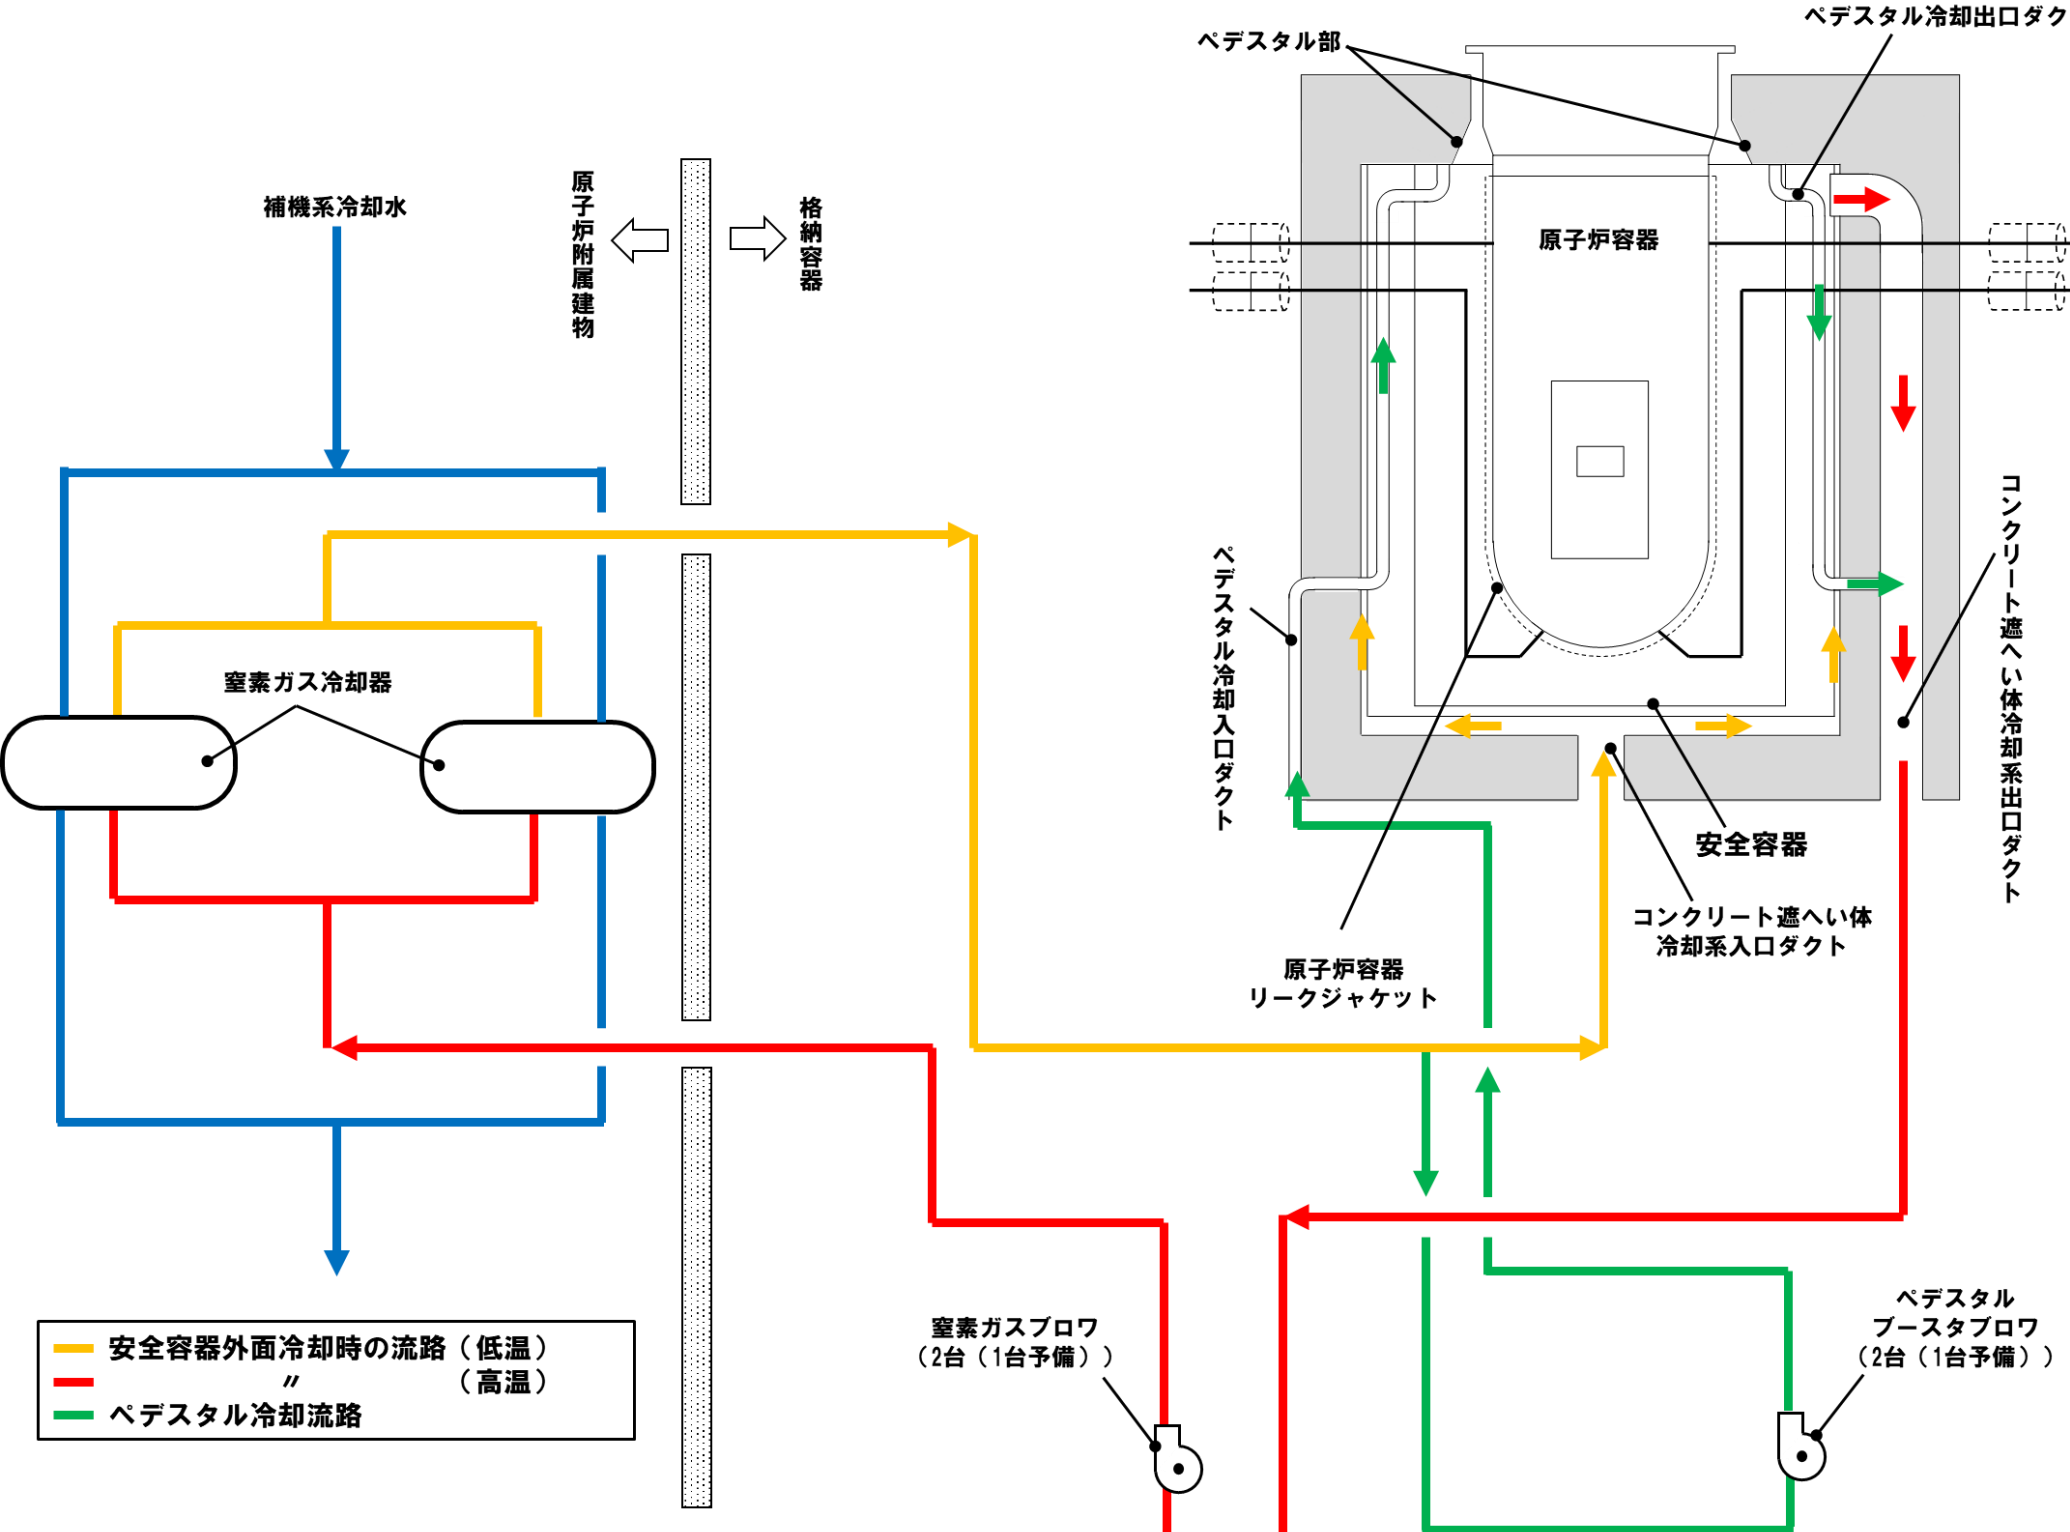 ペデスタル冷却出口ダク
ペデスタル部
補機系冷却水
原子炉附属建物
格納容器
原子炉容器
コンクリート遮へい体冷却系出口ダクト
ペデスタル冷却入口ダクト
窒素ガス冷却器
安全容器
コンクリート遮へい体
冷却系入口ダクト
原子炉容器
リークジャケット
窒素ガスブロワ
（2台（1台予備））
ペデスタル
ブースタブロワ
（2台（1台予備））
安全容器外面冷却時の流路（低温）
〃（高温）
ペデスタル冷却流路